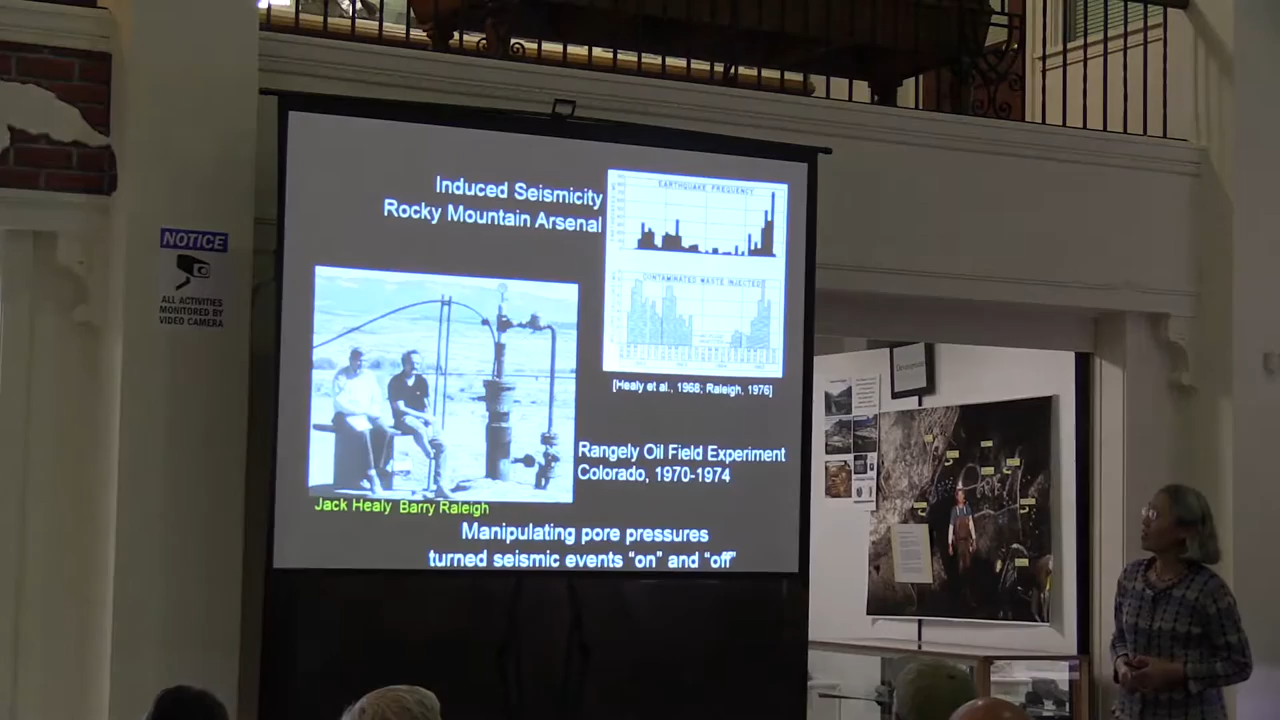 NOTICE
ALL ACTIVITIES
MONITORED BY
VIDEO CAMERA
Induced Seismicity
Rocky Mountain Arsenal
EARTHQUAKE FREQUENCY
CONTAMINATED WASTE INJECTED
[Healy et al., 1968; Raleigh, 1976]
Rangely Oil Field Experiment
Colorado, 1970-1974
Jack Healy Barry Raleigh
Manipulating pore pressures
turned seismic events “on” and “off”
Development